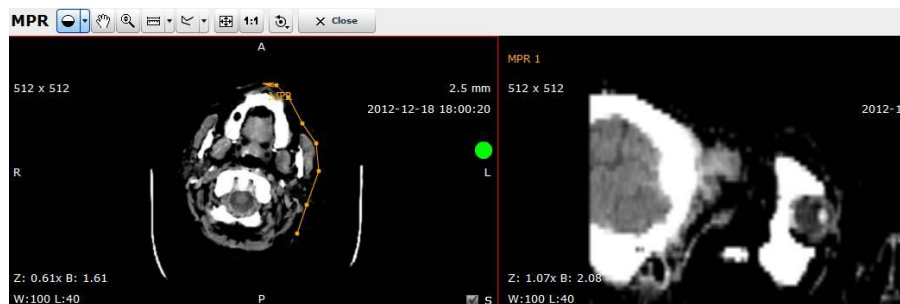 MPR 1:1 X Close
A
MPR 1
512 x 512
2.5 mm
512 x 512
MPR
2012-12-18 18:00:20
2012-1
R
L
Z: 0.61x B: 1.61
Z: 1.07x B: 2.08
W:100 L:40
P
S
W:100 L:40